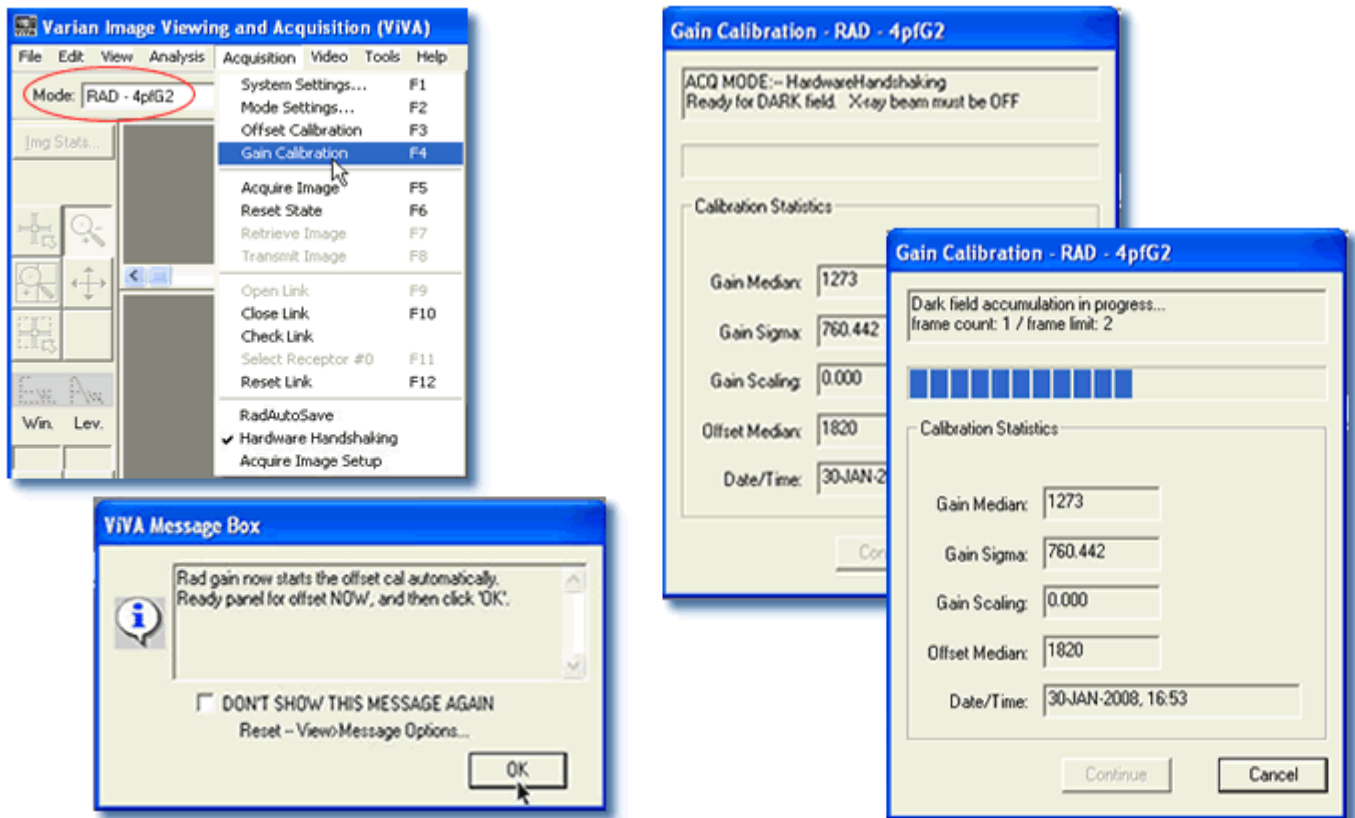 Varian Image Viewing and Acquisition (ViVA)
File Edit View Analysis Acquisition Video Tools Help
Mode: RAD - 4pfG2
Img Stats...
Win. Lev.
System Settings... F1
Mode Settings... F2
Offset Calibration F3
Gain Calibration F4
Acquire Image F5
Reset State F6
Retrieve Image F7
Transmit Image F8
Open Link F9
Close Link F10
Check Link
Select Receptor #0 F11
Reset Link F12
RadAutoSave
Hardware Handshaking
Acquire Image Setup
ViVA Message Box
Rad gain now starts the offset cal automatically.
Ready panel for offset NOW, and then click 'OK'.
DON'T SHOW THIS MESSAGE AGAIN
Reset -- View>Message Options...
OK
Gain Calibration - RAD - 4pfG2
ACQ MODE:-- HardwareHandshaking
Ready for DARK field. X-ray beam must be OFF
Calibration Statistics
Gain Median: 1273
Gain Sigma: 760.442
Gain Scaling: 0.000
Offset Median: 1820
Date/Time: 30-JAN-2
Con
Gain Calibration - RAD - 4pfG2
Dark field accumulation in progress...
frame count: 1 / frame limit: 2
Calibration Statistics
Gain Median: 1273
Gain Sigma: 760.442
Gain Scaling: 0.000
Offset Median: 1820
Date/Time: 30-JAN-2008, 16:53
Continue Cancel